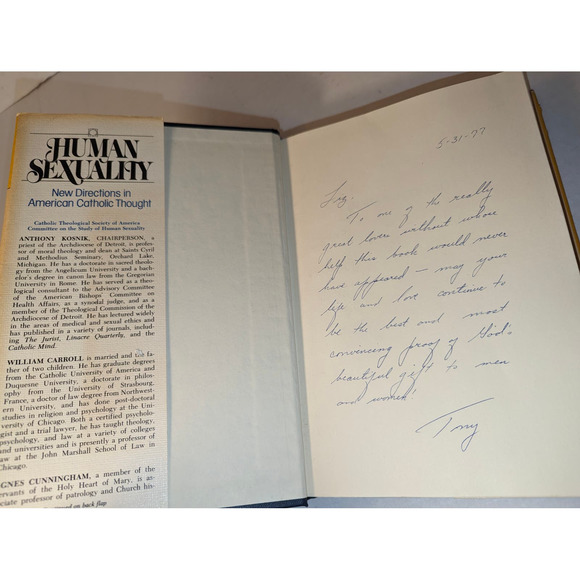 HUMAN
SEXUALITY
New Directions in
American Catholic Thought
Catholic Theological Society of America
Committee on the Study of Human Sexuality
ANTHONY KOSNIK, CHAIRPERSON, a
priest of the Archdiocese of Detroit, is profes-
sor of moral theology and dean at Saints Cyril
and Methodius Seminary, Orchard Lake,
Michigan. He has a doctorate in sacred theolo-
gy from the Angelicum University and a bach-
elor's degree in canon law from the Gregorian
University in Rome. He has served as a theo-
logical consultant to the Advisory Committee
of the American Bishops' Committee on
Health Affairs, as a synodal judge, and as a
member of the Theological Commission of the
Archdiocese of Detroit. He has lectured widely
in the areas of medical and sexual ethics and
has published in a variety of journals, includ-
ing The Jurist, Linacre Quarterly, and the
Catholic Mind.
WILLIAM CARROLL is married and the fa-
ther of two children. He has graduate degrees
from the Catholic University of America and
Duquesne University, a doctorate in philos-
ophy from the University of Strasbourg,
France, a doctor of law degree from Northwest-
ern University, and has done post-doctoral
studies in religion and psychology at the Uni-
versity of Chicago. Both a certified psycholo-
gist and a trial lawyer, he has taught theology,
psychology, and law at a variety of colleges
and universities and is presently a professor of
law at the John Marshall School of Law in
Chicago.
AGNES CUNNINGHAM, a member of the
Servants of the Holy Heart of Mary, is as-
sociate professor of patrology and Church his-
on back flap
5-31-77
To one of the really
great lovers without whose
help this book would never
have appeared — may your
life and love continue to
be the best and most
convincing proof of God's
beautiful gift to men
and women!
Tony